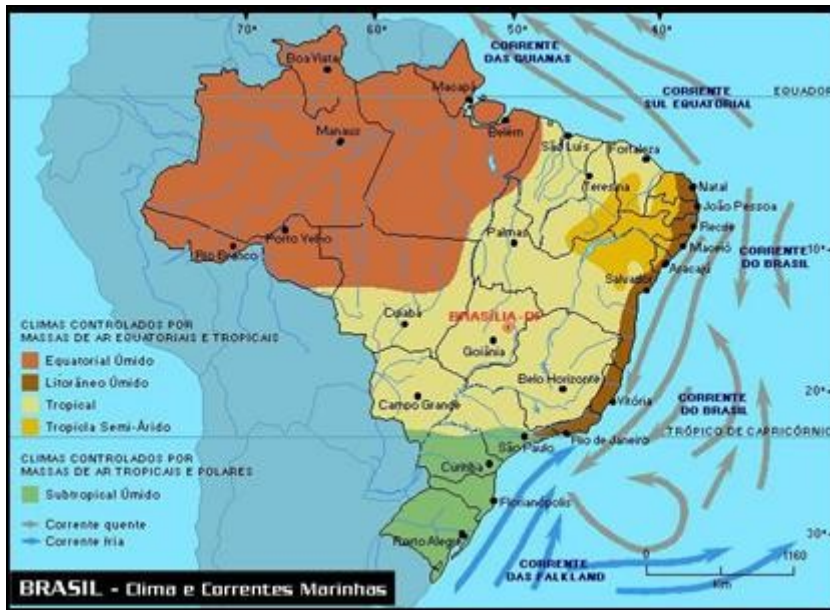 70°
60°
50°
60°
CORRENTE
DAS GUIANAS
CORRENTE
SUL EQUATORIAL
EQUADOR
Boa Vista
Macapá
Belém
Manaus
São Luís
Fortaleza
Teresina
Natal
João Pessoa
Recife
Porto Velho
Rio Branco
Palmas
Maceió
10°
Aracaju
CORRENTE
DO BRASIL
Salvador
Cuiabá
BRASÍLIA-DF
Goiânia
Belo Horizonte
20°
Campo Grande
Vitória
CORRENTE
DO BRASIL
TRÓPICO DE CAPRICÓRNIO
São Paulo
Rio de Janeiro
Curitiba
Florianópolis
Porto Alegre
30°
CORRENTE
DAS FALKLAND
0
1160
Km
CLIMAS CONTROLADOS POR
MASSAS DE AR EQUATORIAIS E TROPICAIS
Equatorial Úmido
Litorâneo Úmido
Tropical
Tropicla Semi-Árido
CLIMAS CONTROLADOS POR
MASSAS DE AR TROPICAIS E POLARES
Subtropical Úmido
Corrente quente
Corrente fria
BRASIL - Clima e Correntes Marinhas